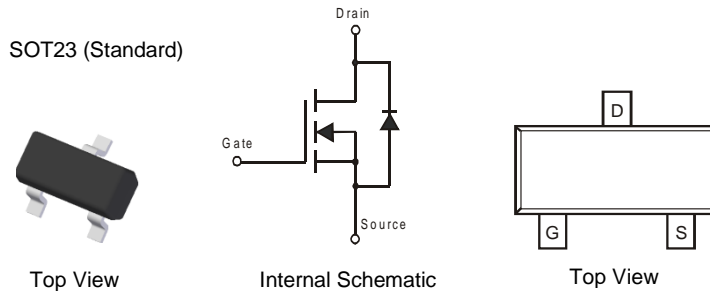 Drain
SOT23 (Standard)
D
Gate
G
S
Source
Top View
Internal Schematic
Top View